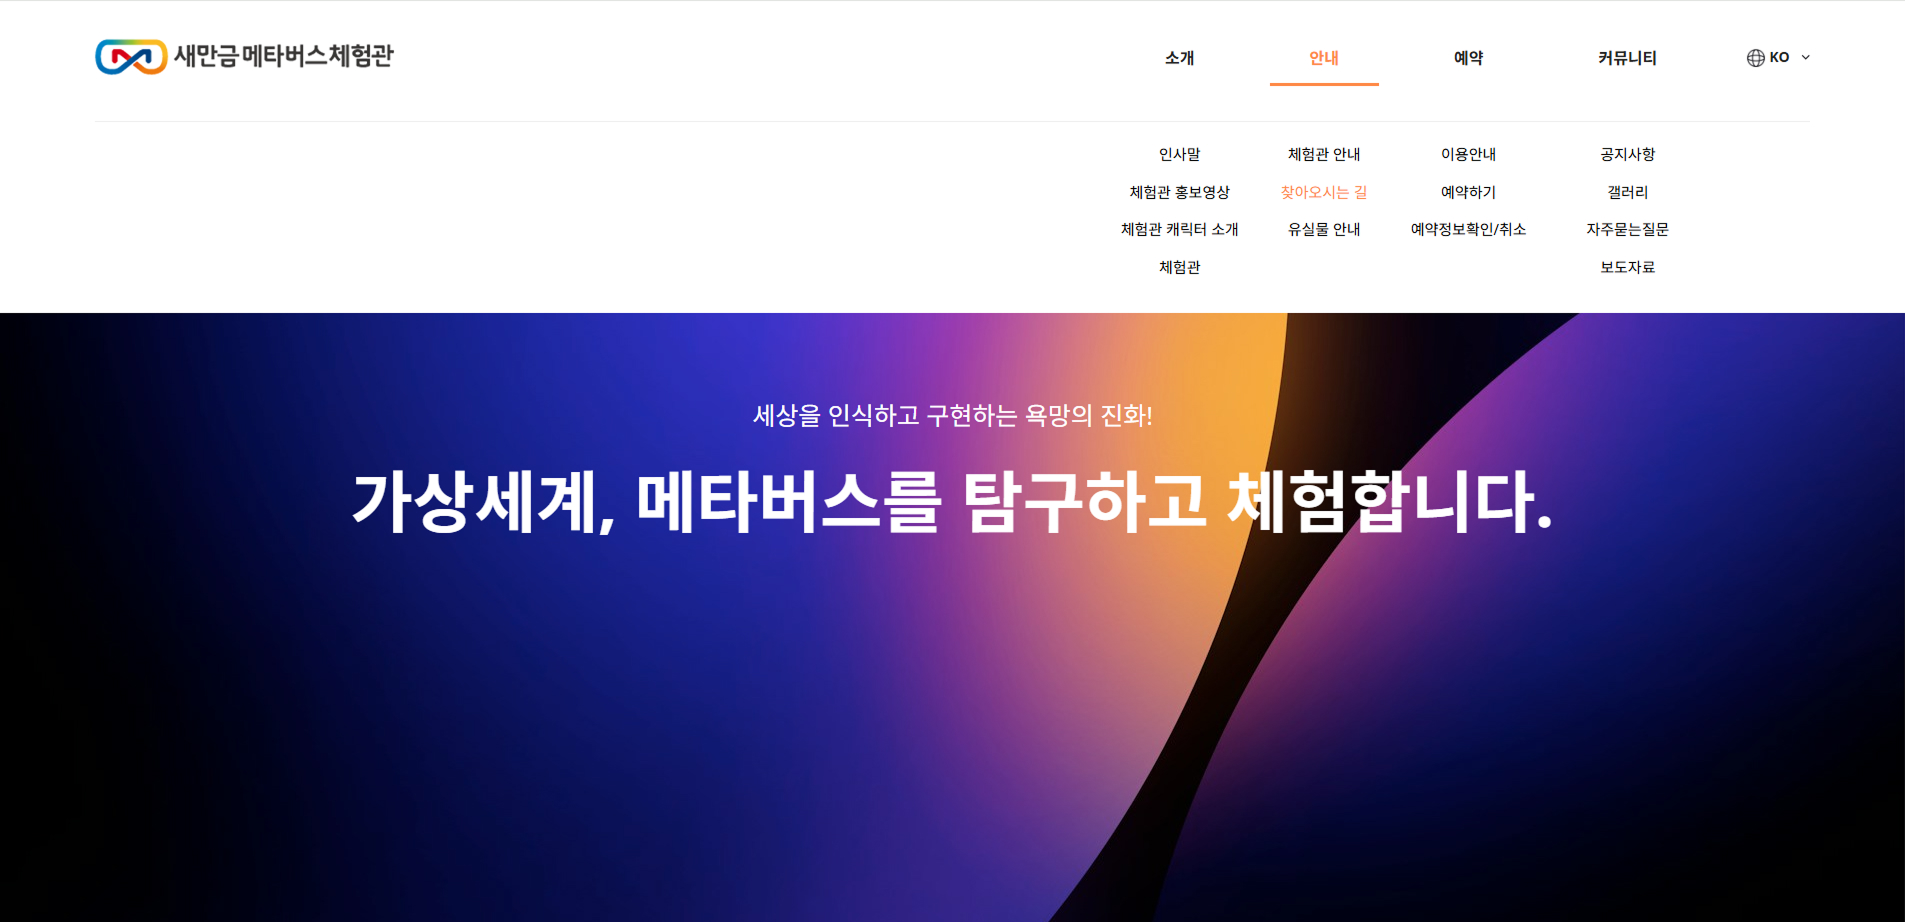 새만금메타버스체험관
소개 안내 예약 커뮤니티 KO
인사말 체험관 안내 이용안내 공지사항
체험관 홍보영상 찾아오시는 길 예약하기 갤러리
체험관 캐릭터 소개 유실물 안내 예약정보확인/취소 자주묻는질문
체험관 보도자료
세상을 인식하고 구현하는 욕망의 진화!
가상세계, 메타버스를 탐구하고 체험합니다.